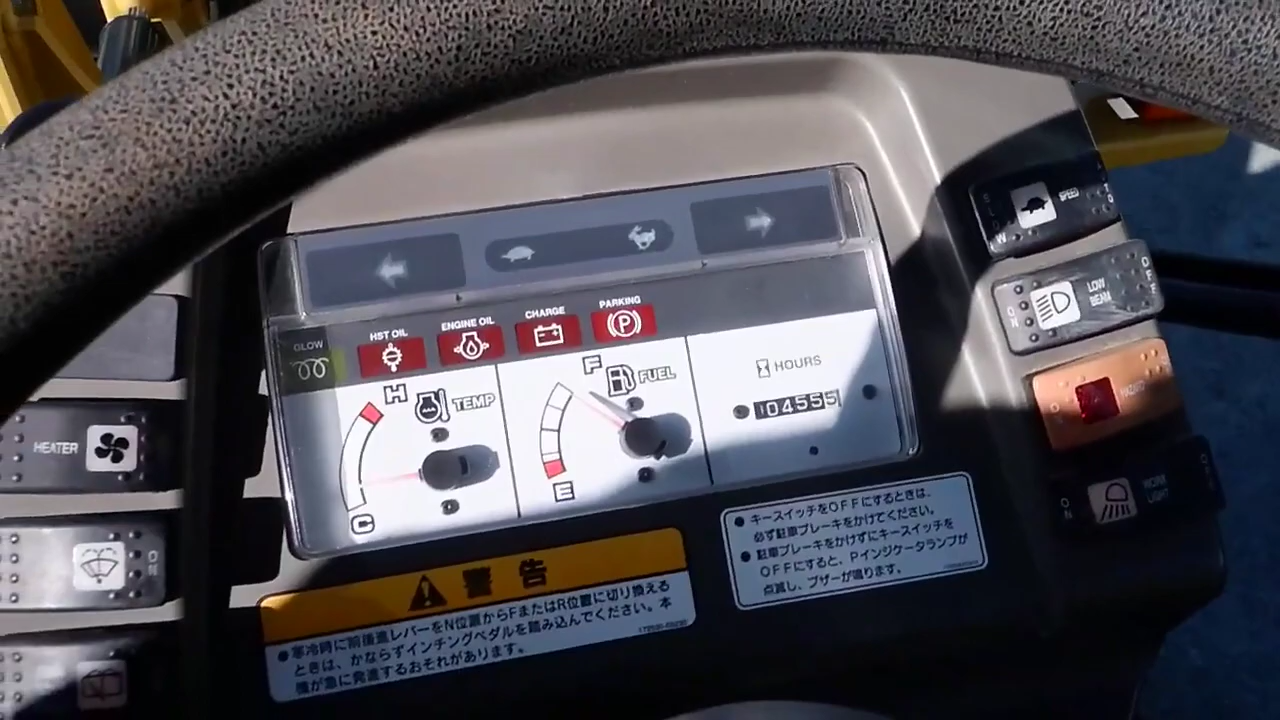 GLOW
HST OIL
ENGINE OIL
CHARGE
PARKING
P
H
TEMP
C
F
FUEL
E
HOURS
04555
SPEED
LOW
BEAM
ON
OFF
WORK
LIGHT
ON
HEATER
警告
●寒冷時に前後進レバーをN位置からFまたはR位置に切り換える
ときは、かならずインチングペダルを踏み込んでください。本
機が急に発進するおそれがあります。
●キースイッチをOFFにするときは、
必ず駐車ブレーキをかけてください。
●駐車ブレーキをかけずにキースイッチを
OFFにすると、Pインジケータランプが
点滅し、ブザーが鳴ります。